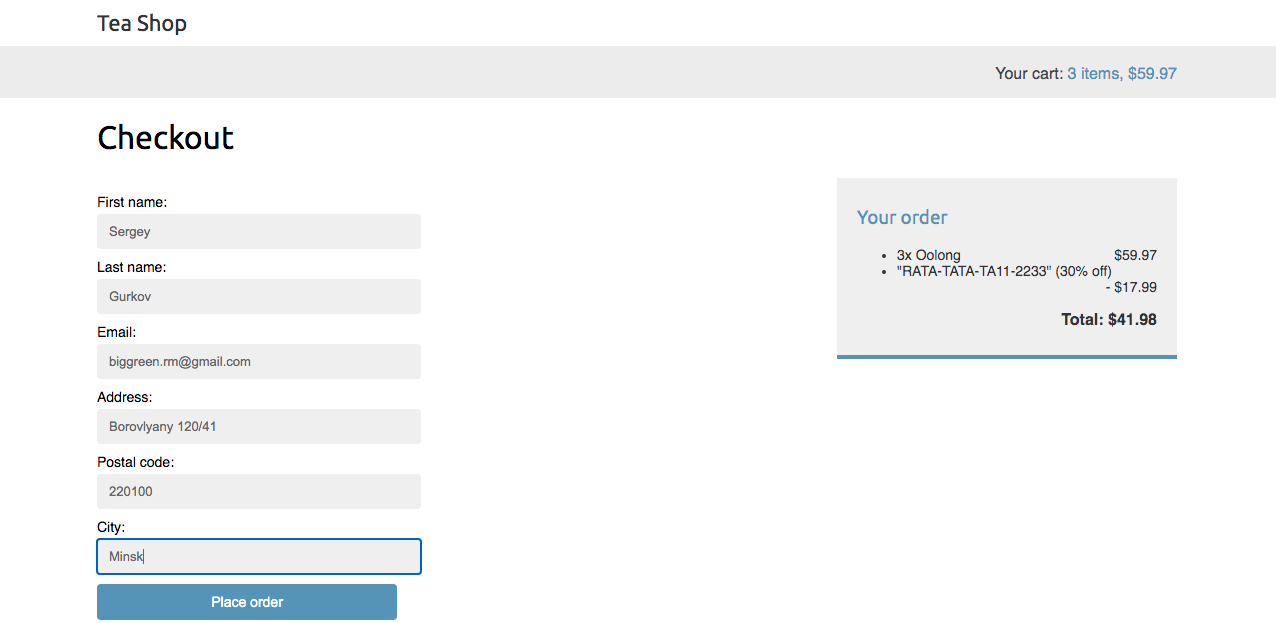 Tea Shop
Your cart: 3 items, $59.97
Checkout
First name:
Sergey
Last name:
Gurkov
Email:
biggreen.rm@gmail.com
Address:
Borovlyany 120/41
Postal code:
220100
City:
Minsk
Place order
Your order
3x Oolong $59.97
"RATA-TATA-TA11-2233" (30% off)
- $17.99
Total: $41.98